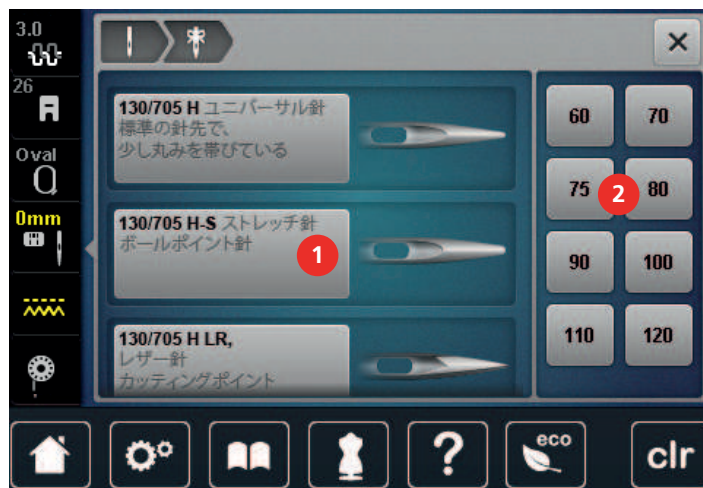 3.0
26
Oval
0mm
130/705 H ユニバーサル針
標準の針先で、
少し丸みを帯びている
130/705 H-S ストレッチ針
ボールポイント針
1
130/705 H LR,
レザー針
カッティングポイント
60 70
75 2 80
90 100
110 120
?
eco
clr